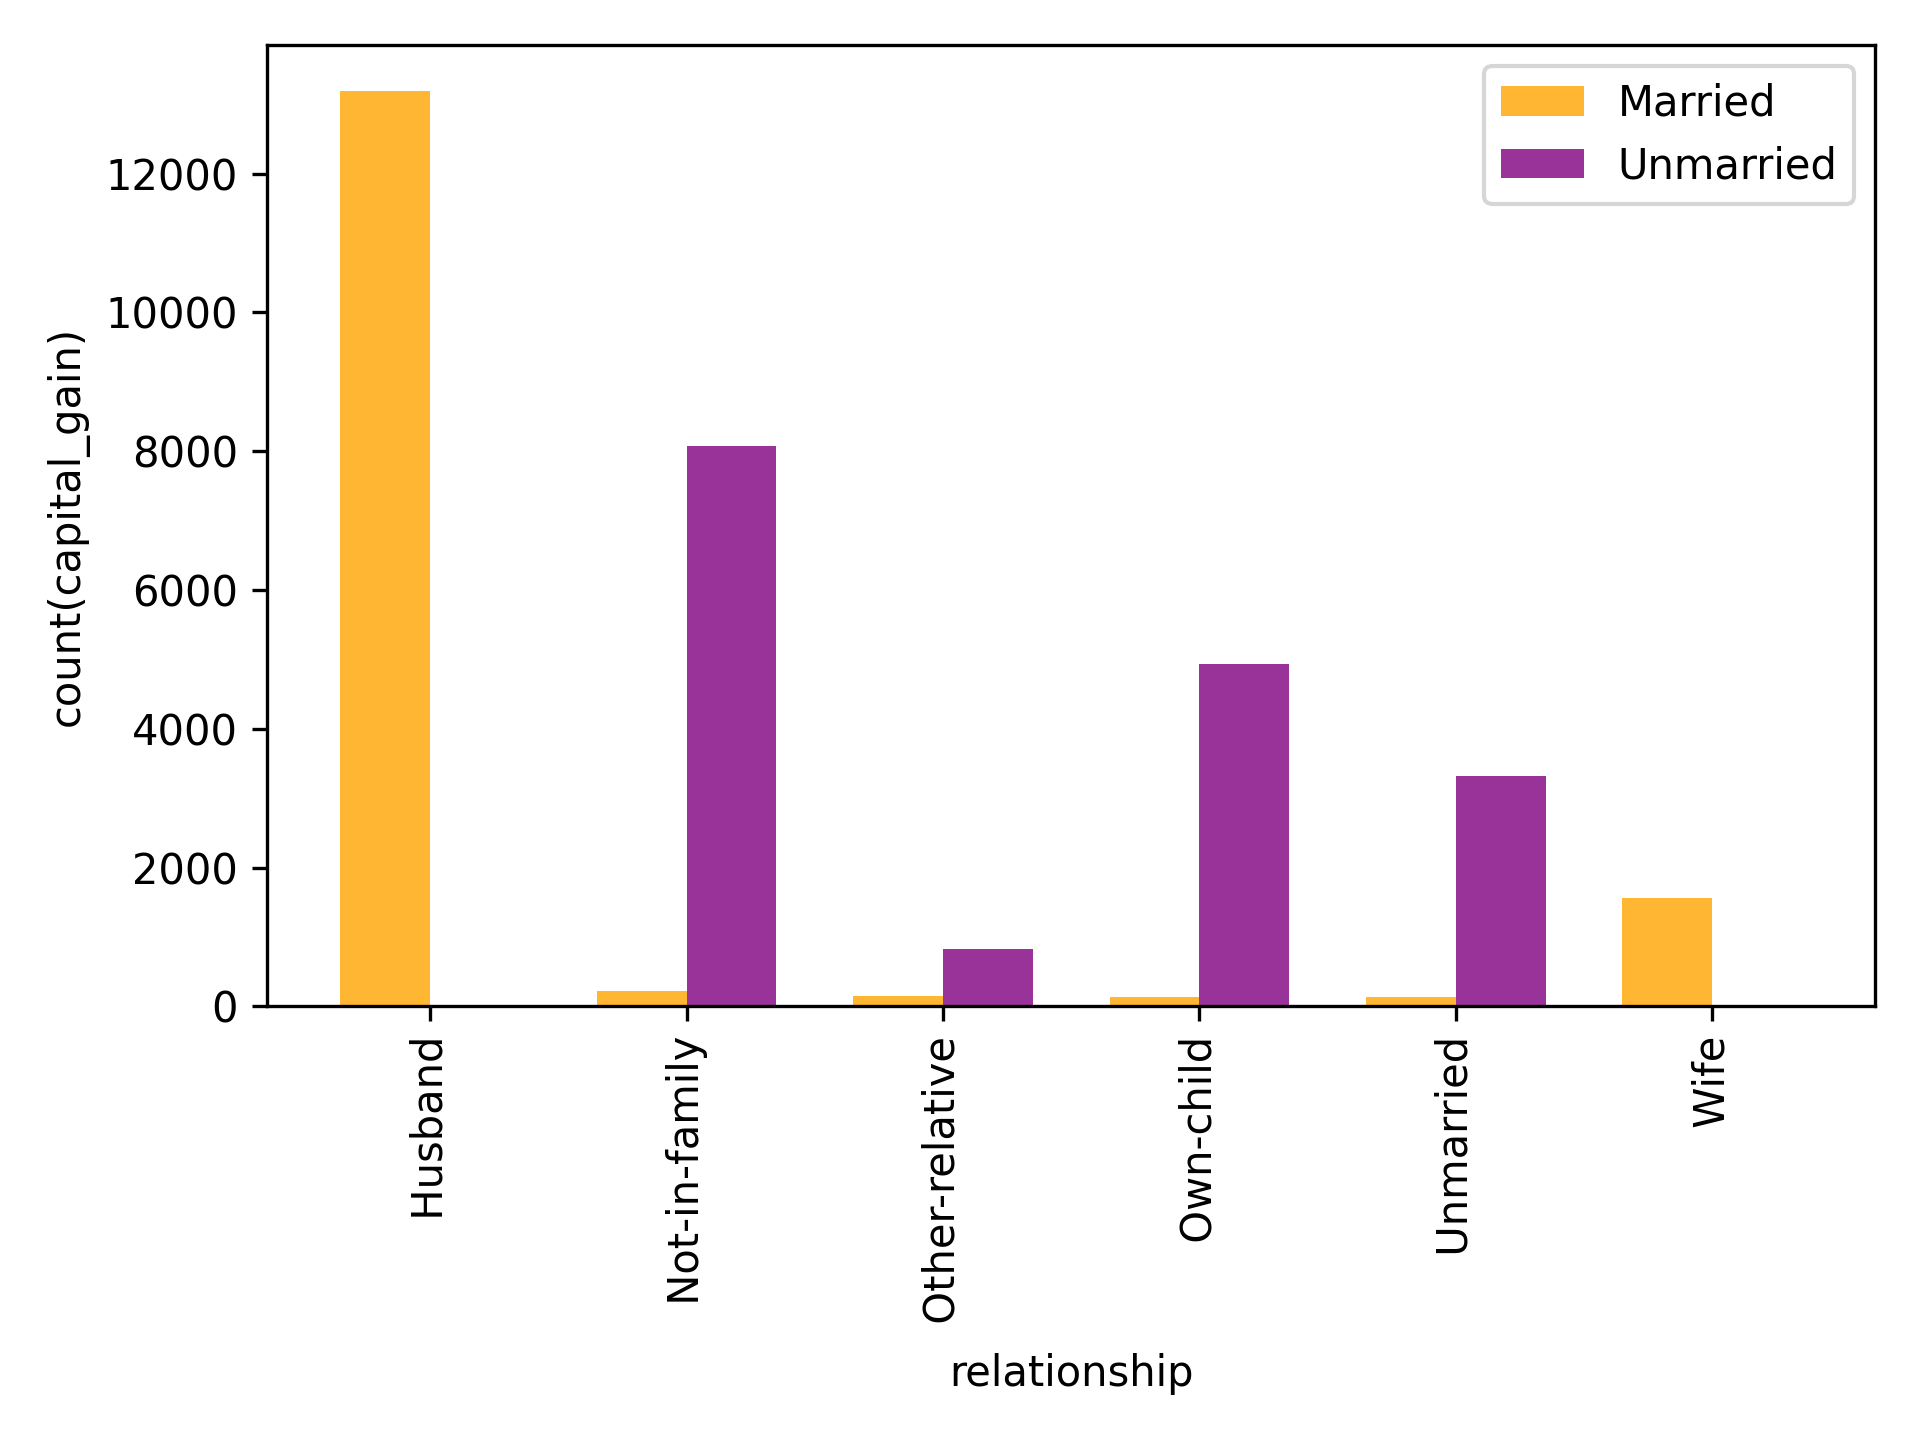 Married
Unmarried
12000
10000
8000
6000
4000
2000
0
count(capital_gain)
Husband
Not-in-family
Other-relative
Own-child
Unmarried
Wife
relationship